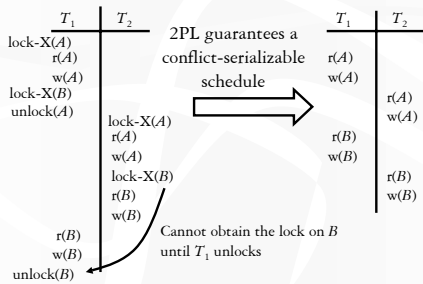 T₁ T₂
lock-X(A)
r(A)
w(A)
lock-X(B)
unlock(A)
lock-X(A)
r(A)
w(A)
lock-X(B)
r(B)
w(B)
r(B)
w(B)
unlock(B)
2PL guarantees a
conflict-serializable
schedule
Cannot obtain the lock on B
until T₁ unlocks
T₁ T₂
r(A)
w(A)
r(A)
w(A)
r(B)
w(B)
r(B)
w(B)